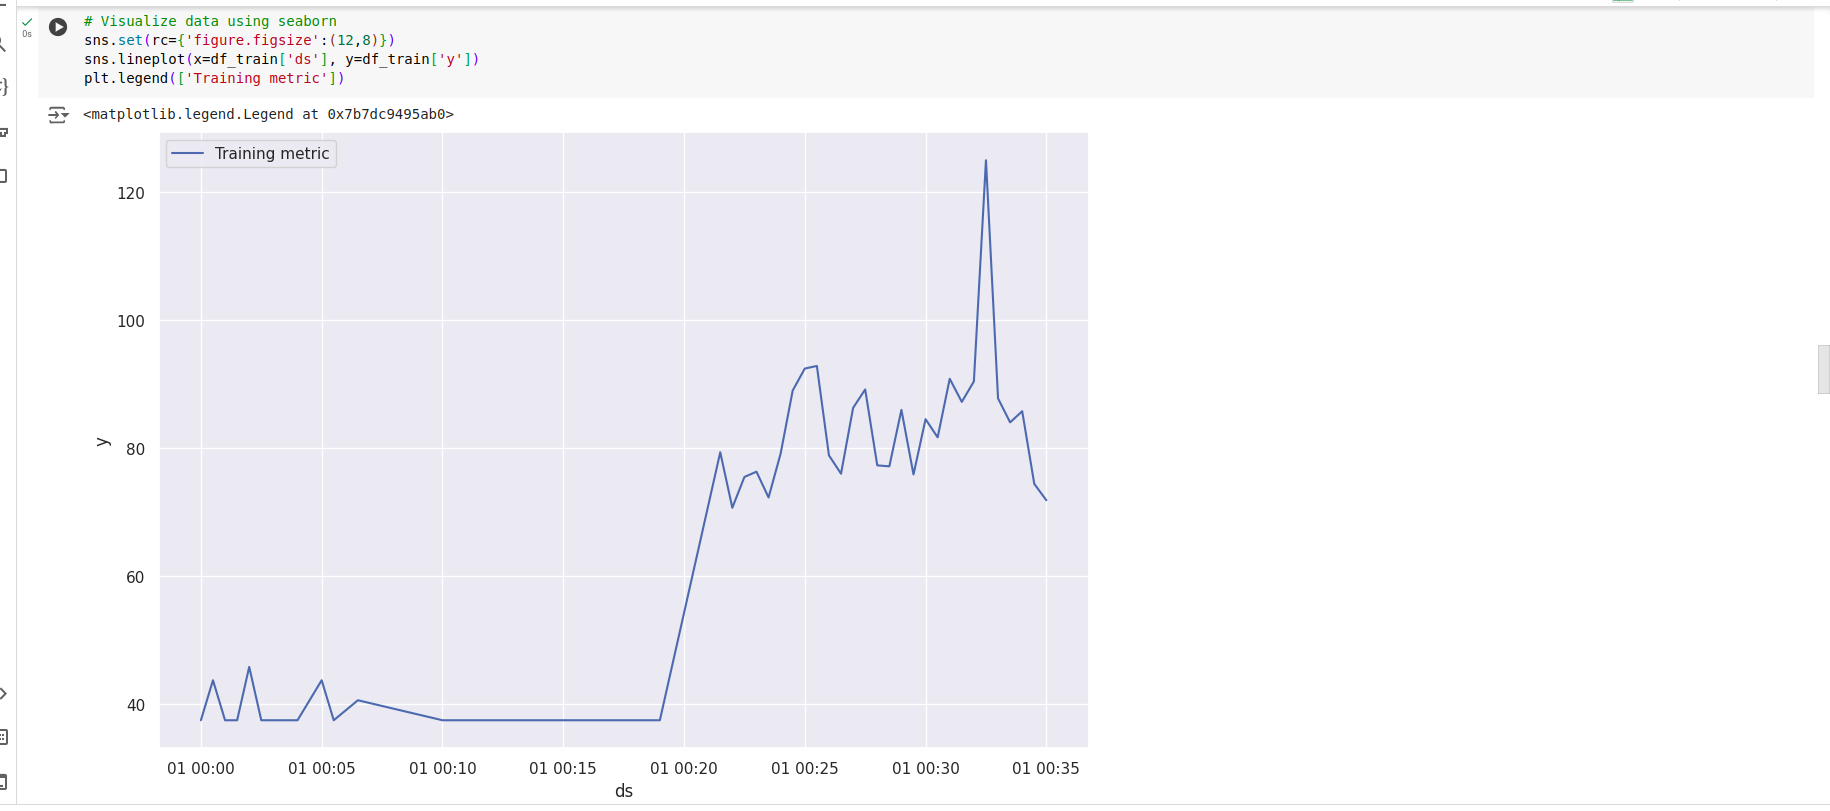 # Visualize data using seaborn
sns.set(rc={'figure.figsize':(12,8)})
sns.lineplot(x=df_train['ds'], y=df_train['y'])
plt.legend(['Training metric'])
0s
<matplotlib.legend.Legend at 0x7b7dc9495ab0>
Training metric
120
100
80
60
40
y
01 00:00 01 00:05 01 00:10 01 00:15 01 00:20 01 00:25 01 00:30 01 00:35
ds